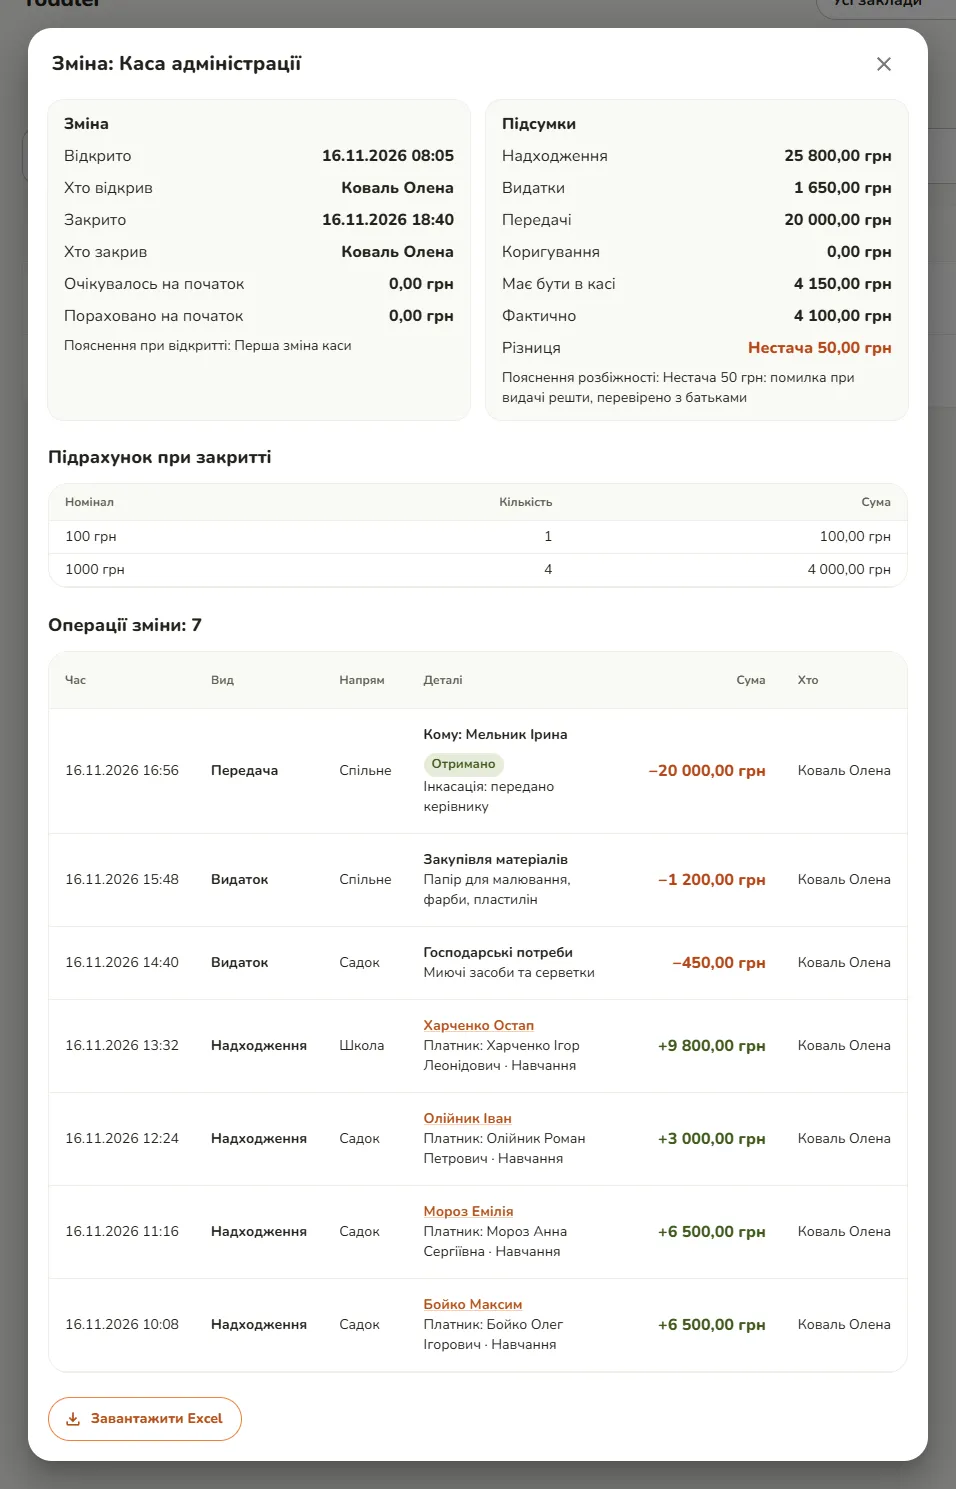 Toddler
Усі заклади
Зміна: Каса адміністрації
Зміна
Відкрито 16.11.2026 08:05
Хто відкрив Коваль Олена
Закрито 16.11.2026 18:40
Хто закрив Коваль Олена
Очікувалось на початок 0,00 грн
Пораховано на початок 0,00 грн
Пояснення при відкритті: Перша зміна каси
Підсумки
Надходження 25 800,00 грн
Видатки 1 650,00 грн
Передачі 20 000,00 грн
Коригування 0,00 грн
Має бути в касі 4 150,00 грн
Фактично 4 100,00 грн
Різниця Нестача 50,00 грн
Пояснення розбіжності: Нестача 50 грн: помилка при
видачі решти, перевірено з батьками
Підрахунок при закритті
Номінал Кількість Сума
100 грн 1 100,00 грн
1000 грн 4 4 000,00 грн
Операції зміни: 7
Час Вид Напрям Деталі Сума Хто
Кому: Мельник Ірина
Отримано
16.11.2026 16:56 Передача Спільне −20 000,00 грн Коваль Олена
Інкасація: передано
керівнику
Закупівля матеріалів
16.11.2026 15:48 Видаток Спільне Папір для малювання, −1 200,00 грн Коваль Олена
фарби, пластилін
Господарські потреби
16.11.2026 14:40 Видаток Садок −450,00 грн Коваль Олена
Миючі засоби та серветки
Харченко Остап
16.11.2026 13:32 Надходження Школа Платник: Харченко Ігор +9 800,00 грн Коваль Олена
Леонідович · Навчання
Олійник Іван
16.11.2026 12:24 Надходження Садок Платник: Олійник Роман +3 000,00 грн Коваль Олена
Петрович · Навчання
Мороз Емілія
16.11.2026 11:16 Надходження Садок Платник: Мороз Анна +6 500,00 грн Коваль Олена
Сергіївна · Навчання
Бойко Максим
16.11.2026 10:08 Надходження Садок Платник: Бойко Олег +6 500,00 грн Коваль Олена
Ігорович · Навчання
Завантажити Excel